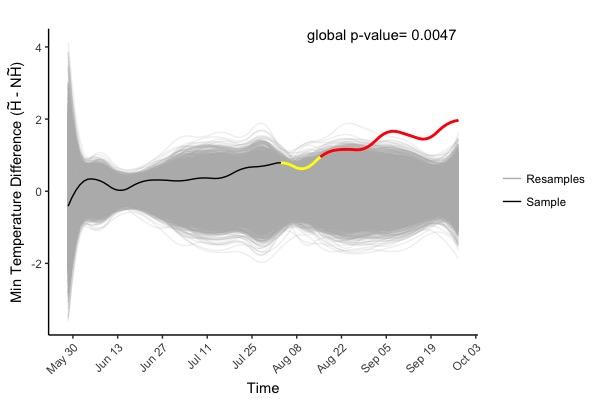 global p-value= 0.0047
4
2
0
-2
Min Temperature Difference (H̃ - NH̃)
May 30
Jun 13
Jun 27
Jul 11
Jul 25
Aug 08
Aug 22
Sep 05
Sep 19
Oct 03
Time
Resamples
Sample